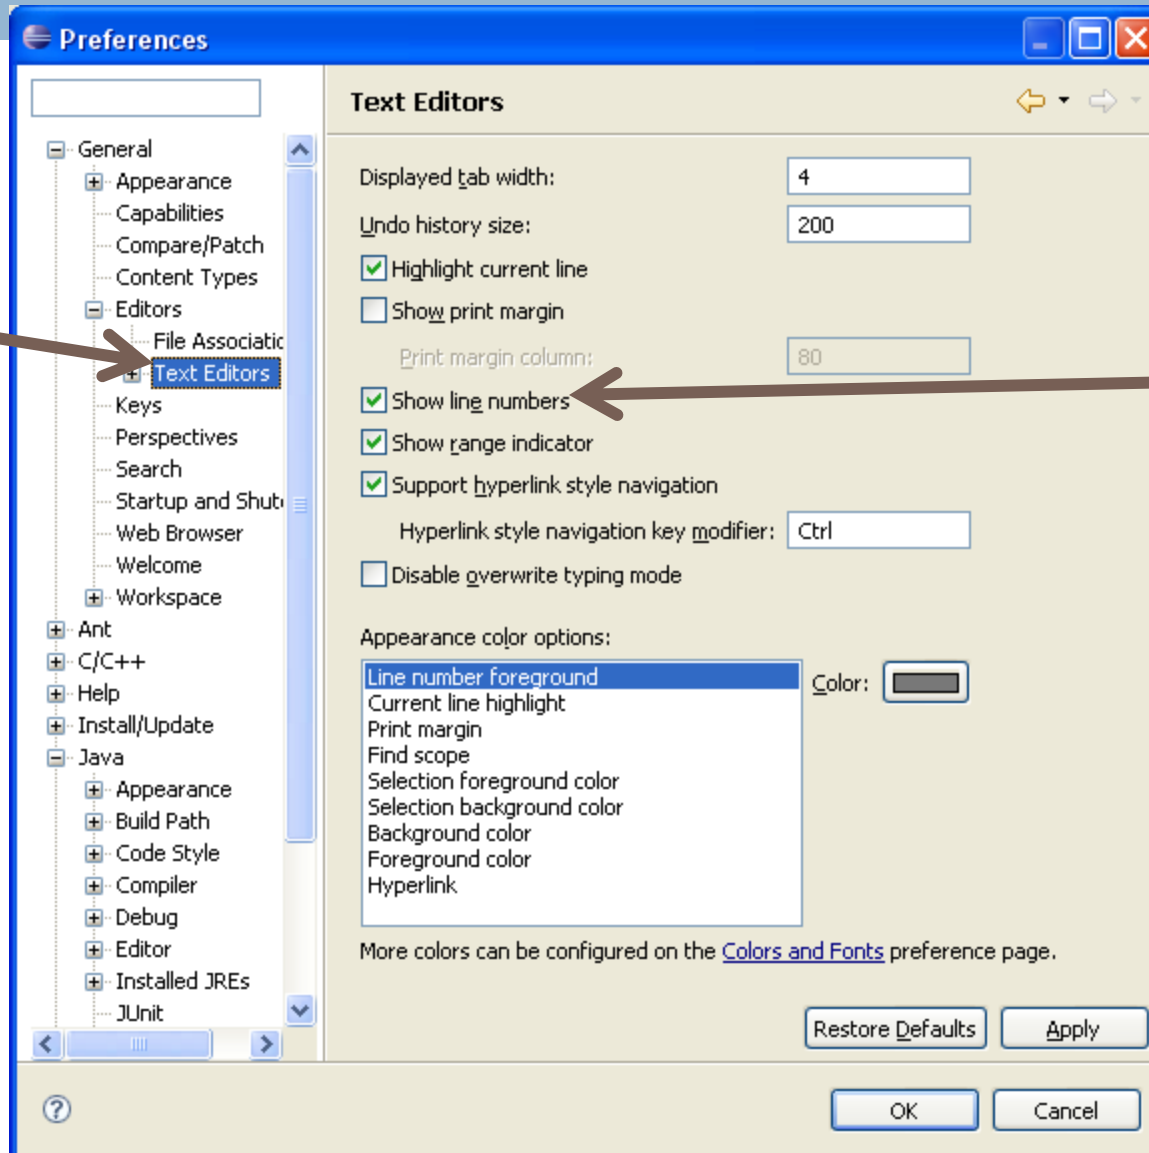 Preferences
Text Editors
General
Appearance
Capabilities
Compare/Patch
Content Types
Editors
File Associatic
Text Editors
Keys
Perspectives
Search
Startup and Shut
Web Browser
Welcome
Workspace
Ant
C/C++
Help
Install/Update
Java
Appearance
Build Path
Code Style
Compiler
Debug
Editor
Installed JREs
JUnit
Displayed tab width: 4
Undo history size: 200
Highlight current line
Show print margin
Print margin column: 80
Show line numbers
Show range indicator
Support hyperlink style navigation
Hyperlink style navigation key modifier: Ctrl
Disable overwrite typing mode
Appearance color options:
Line number foreground
Current line highlight
Print margin
Find scope
Selection foreground color
Selection background color
Background color
Foreground color
Hyperlink
Color:
More colors can be configured on the Colors and Fonts preference page.
Restore Defaults Apply
? OK Cancel